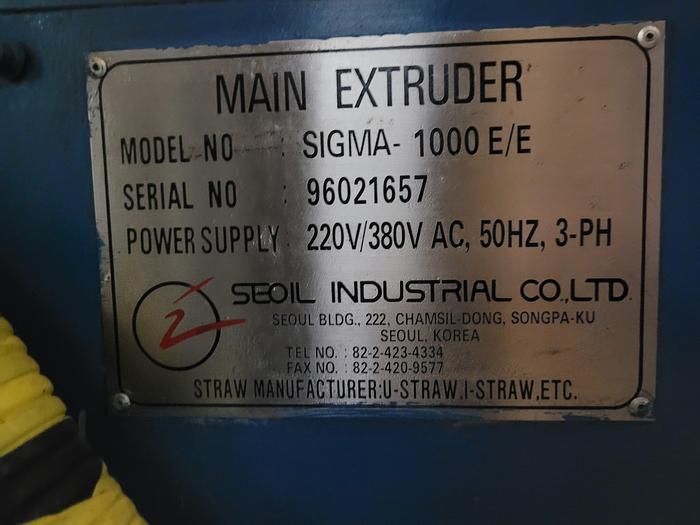 MAIN EXTRUDER
MODEL NO : SIGMA- 1000 E/E
SERIAL NO : 96021657
POWER SUPPLY 220V/380V AC, 50HZ, 3-PH
SEOIL INDUSTRIAL CO.,LTD.
SEOUL BLDG., 222, CHAMSIL-DONG, SONGPA-KU
SEOUL, KOREA
TEL NO. : 82-2-423-4334
FAX NO. : 82-2-420-9577
STRAW MANUFACTURER:U-STRAW,I-STRAW,ETC.